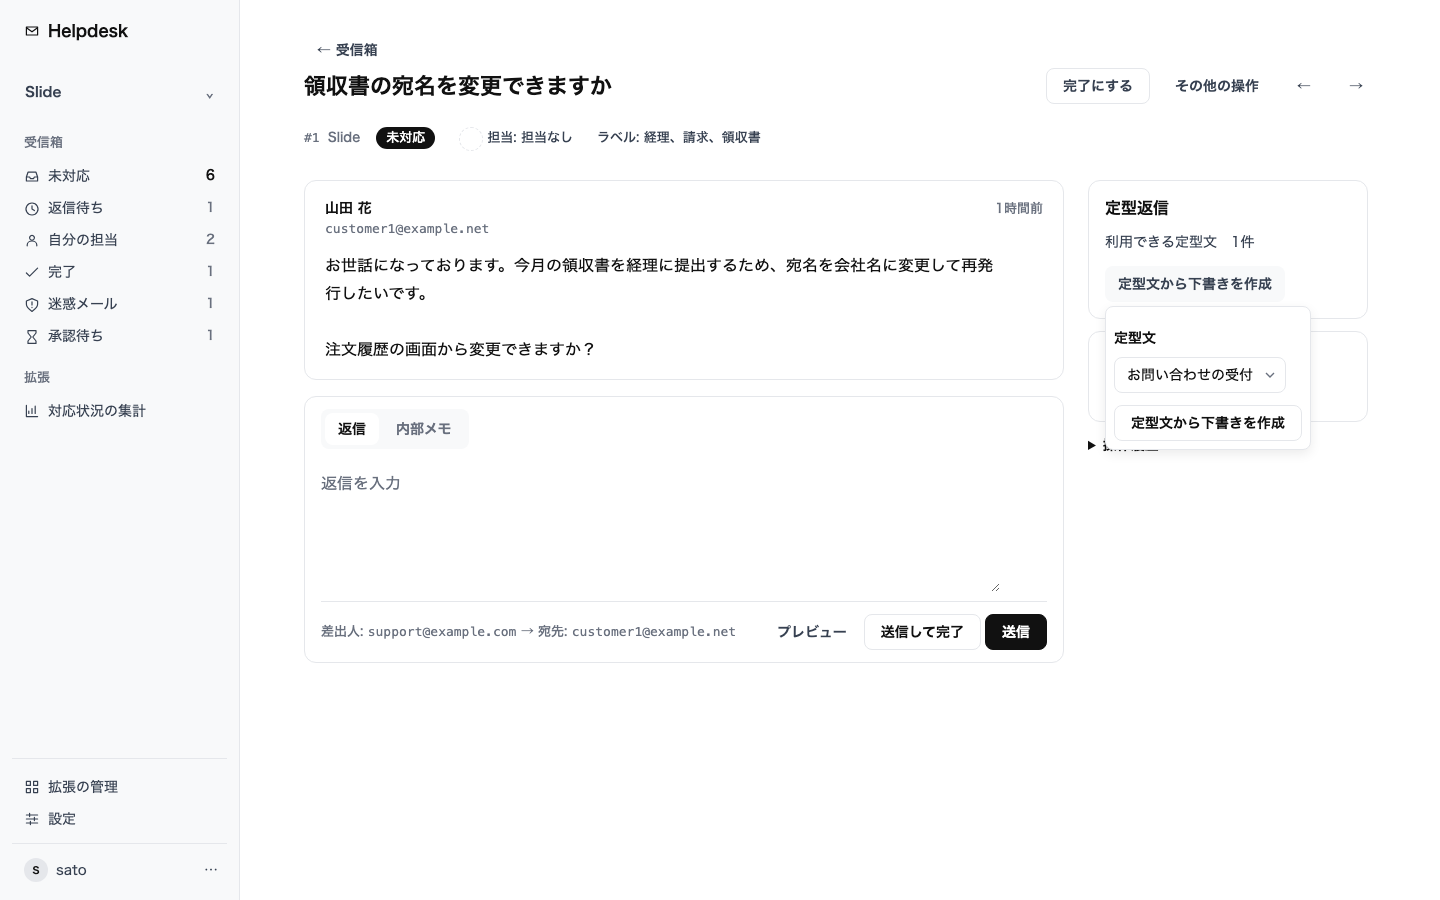 Helpdesk
Slide
受信箱
未対応 6
返信待ち 1
自分の担当 2
完了 1
迷惑メール 1
承認待ち 1
拡張
対応状況の集計
拡張の管理
設定
S sato ...
← 受信箱
領収書の宛名を変更できますか
完了にする その他の操作 ← →
#1 Slide 未対応 担当: 担当なし ラベル: 経理、請求、領収書
山田 花 1時間前
customer1@example.net
お世話になっております。今月の領収書を経理に提出するため、宛名を会社名に変更して再発
行したいです。
注文履歴の画面から変更できますか？
返信 内部メモ
返信を入力
差出人: support@example.com → 宛先: customer1@example.net プレビュー 送信して完了 送信
定型返信
利用できる定型文 1件
定型文から下書きを作成
定型文
お問い合わせの受付
定型文から下書きを作成